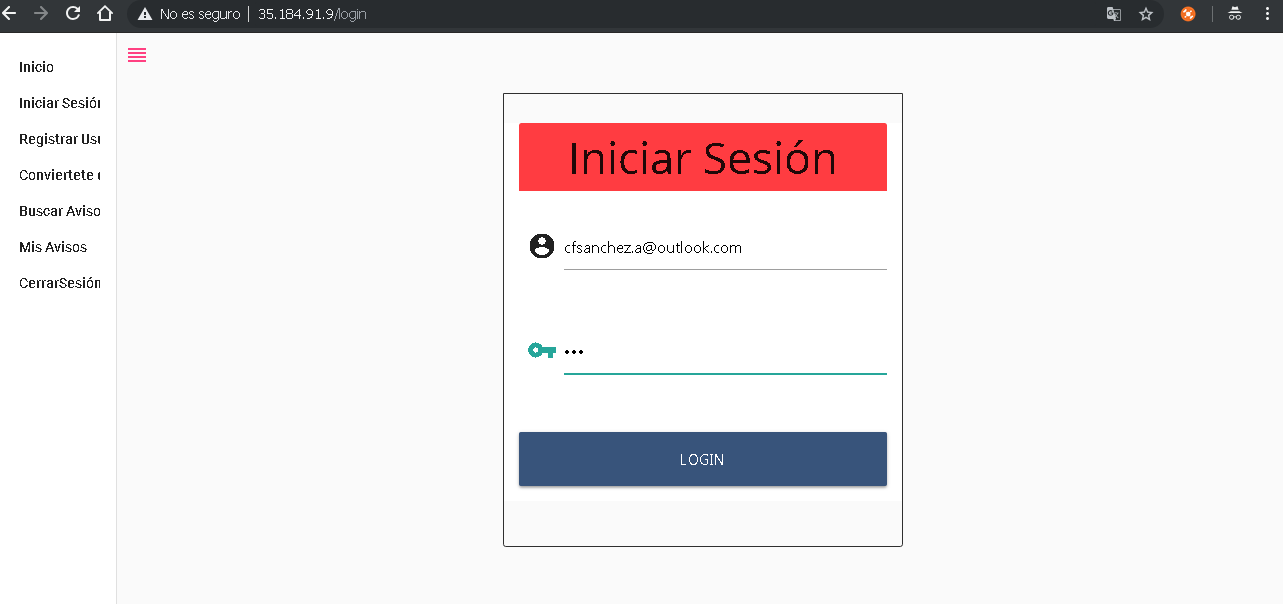 No es seguro | 35.184.91.9/login
Inicio
Iniciar Sesión
Registrar Usu
Conviertete
Buscar Aviso
Mis Avisos
CerrarSesión
Iniciar Sesión
cfsanchez.a@outlook.com
•••
LOGIN